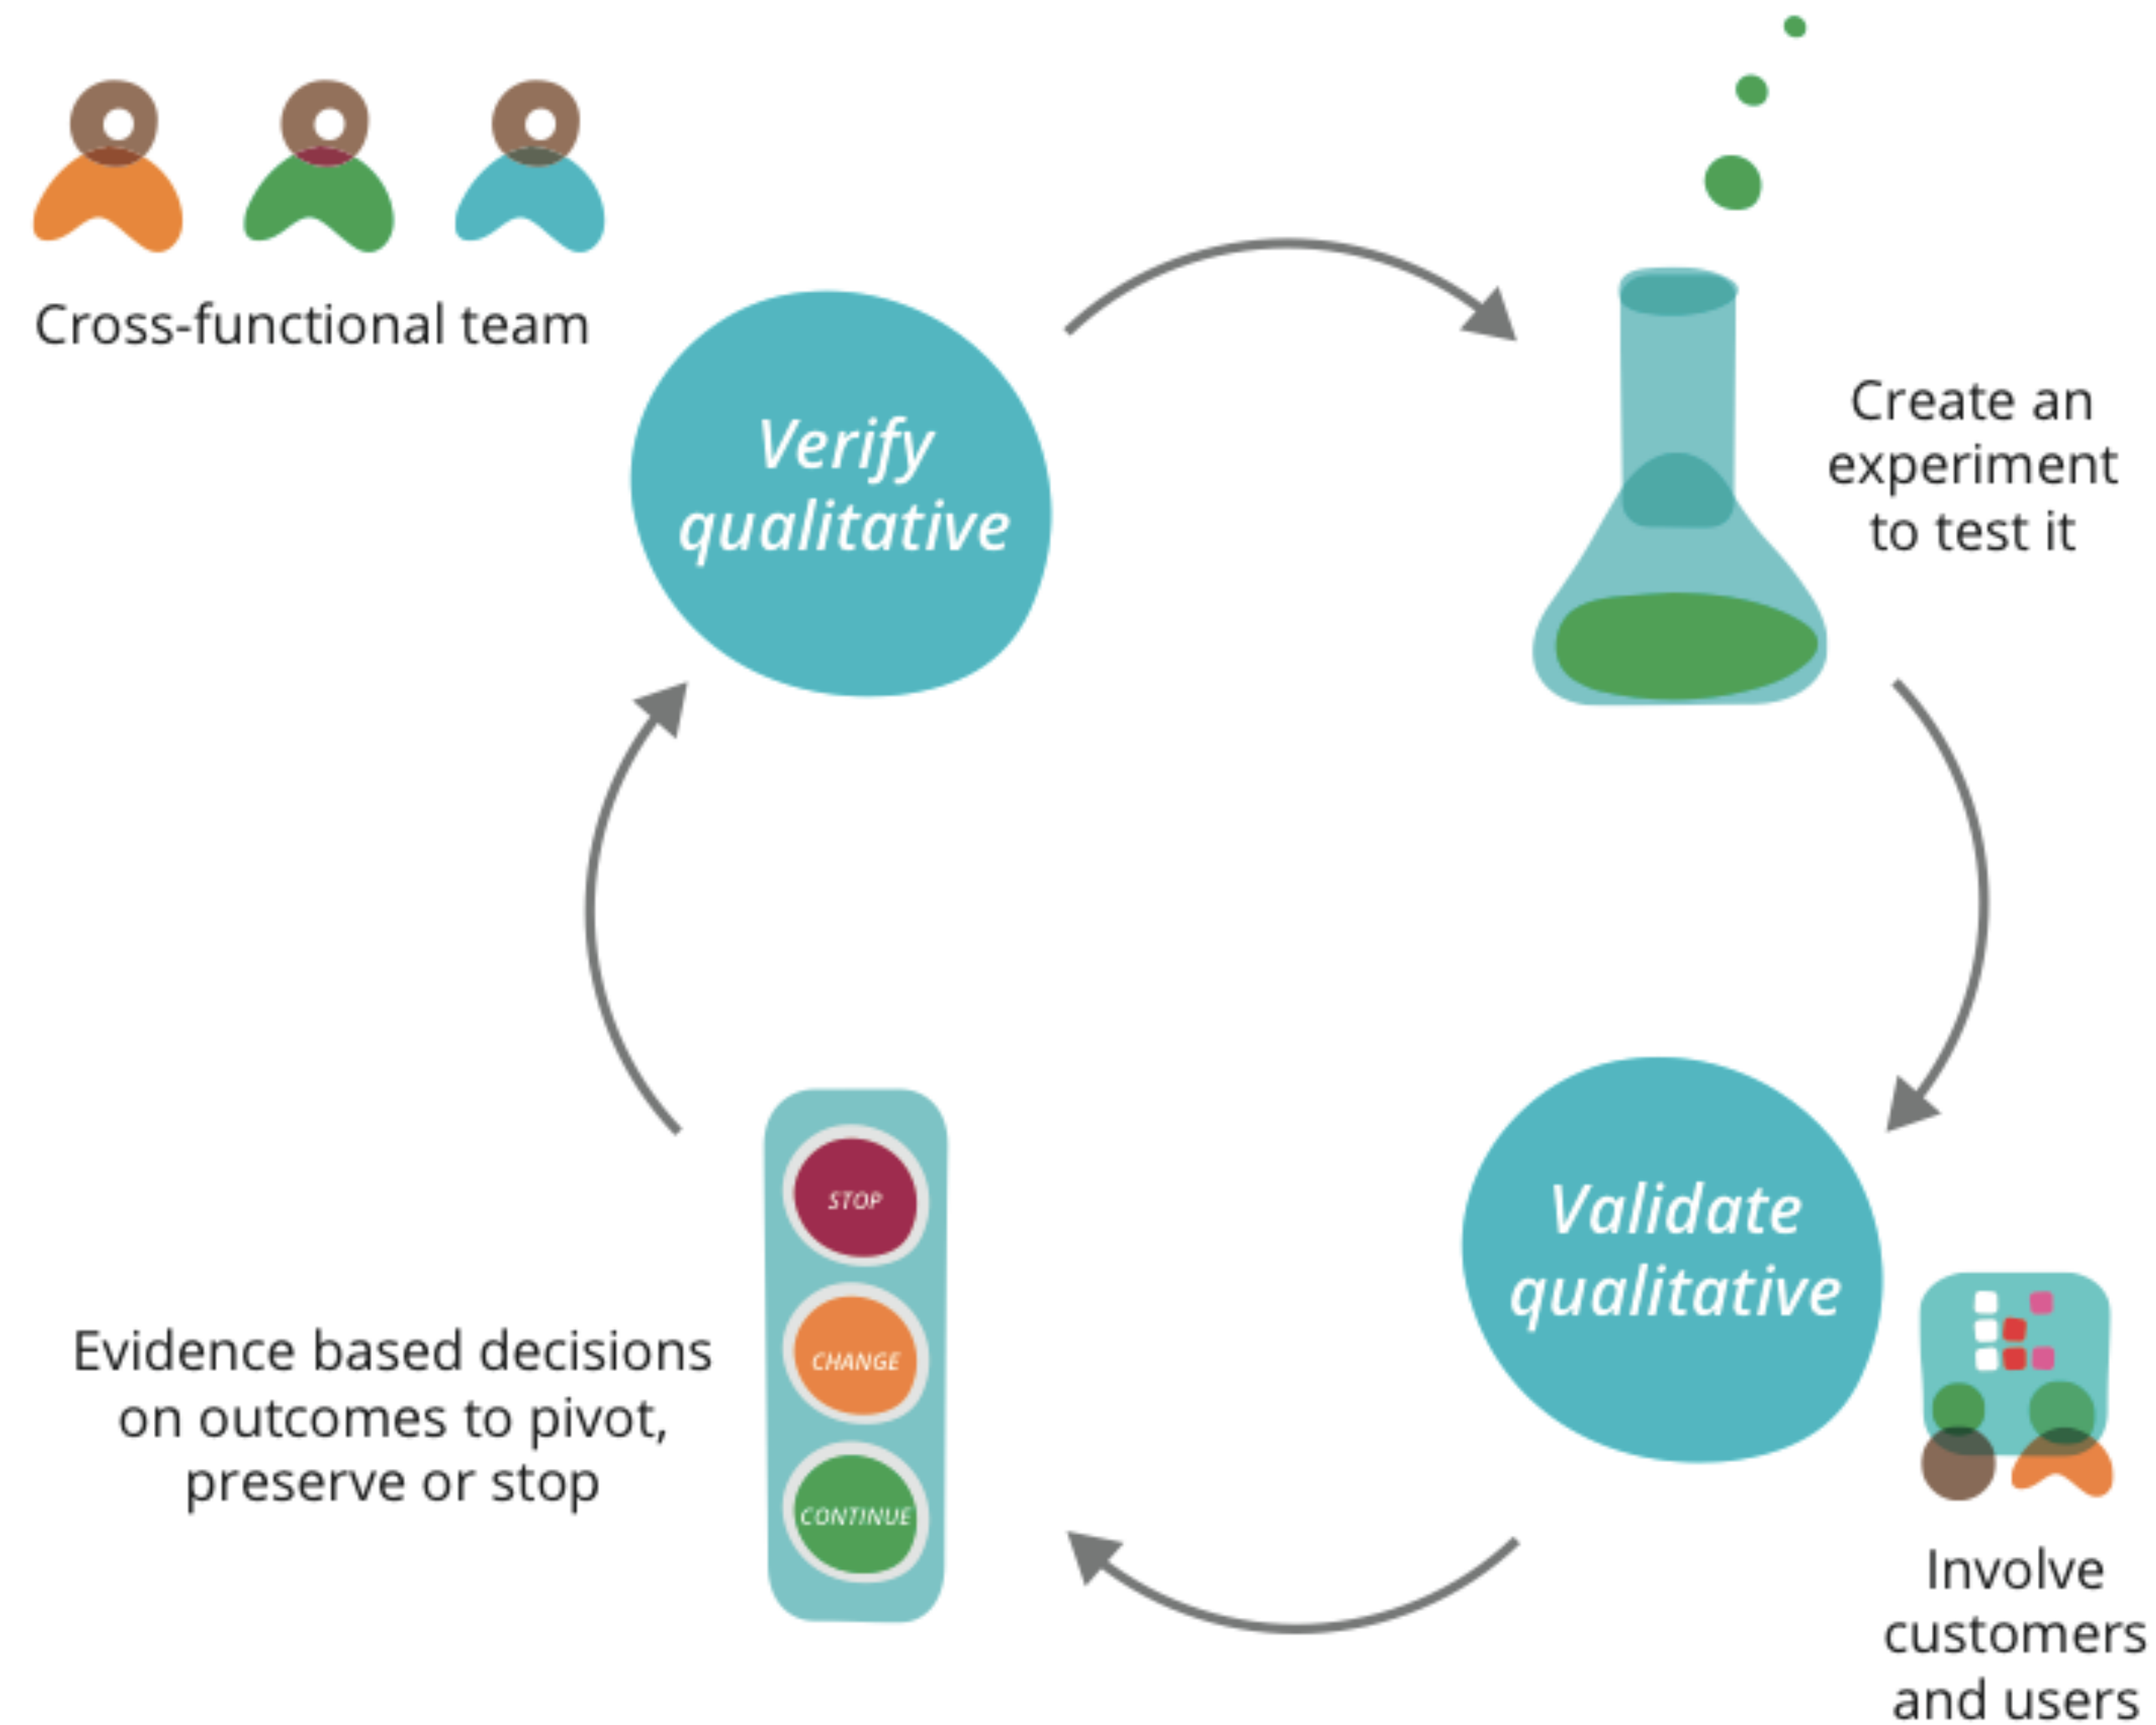 Cross-functional team
Verify
qualitative
Create an
experiment
to test it
Validate
qualitative
Involve
customers
and users
STOP
CHANGE
CONTINUE
Evidence based decisions
on outcomes to pivot,
preserve or stop